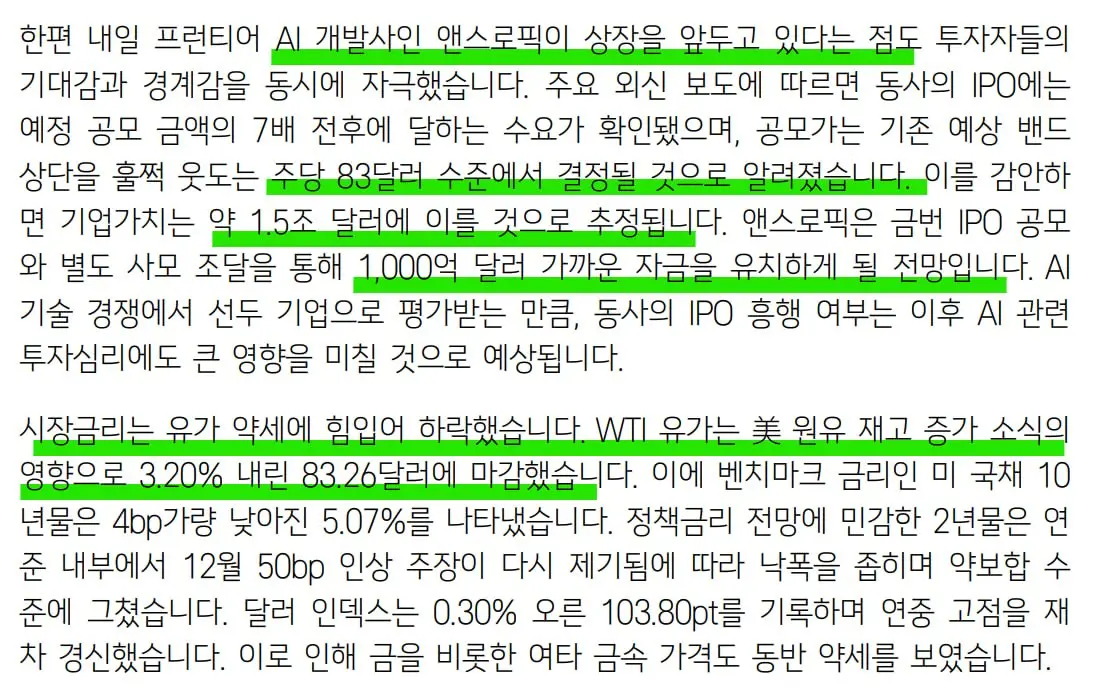 한편 내일 프런티어 AI 개발사인 앤스로픽이 상장을 앞두고 있다는 점도 투자자들의
기대감과 경계감을 동시에 자극했습니다. 주요 외신 보도에 따르면 동사의 IPO에는
예정 공모 금액의 7배 전후에 달하는 수요가 확인됐으며, 공모가는 기존 예상 밴드
상단을 훌쩍 웃도는 주당 83달러 수준에서 결정될 것으로 알려졌습니다. 이를 감안하
면 기업가치는 약 1.5조 달러에 이를 것으로 추정됩니다. 앤스로픽은 금번 IPO 공모
와 별도 사모 조달을 통해 1,000억 달러 가까운 자금을 유치하게 될 전망입니다. AI
기술 경쟁에서 선두 기업으로 평가받는 만큼, 동사의 IPO 흥행 여부는 이후 AI 관련
투자심리에도 큰 영향을 미칠 것으로 예상됩니다.
시장금리는 유가 약세에 힘입어 하락했습니다. WTI 유가는 美 원유 재고 증가 소식의
영향으로 3.20% 내린 83.26달러에 마감했습니다. 이에 벤치마크 금리인 미 국채 10
년물은 4bp가량 낮아진 5.07%를 나타냈습니다. 정책금리 전망에 민감한 2년물은 연
준 내부에서 12월 50bp 인상 주장이 다시 제기됨에 따라 낙폭을 좁히며 약보합 수
준에 그쳤습니다. 달러 인덱스는 0.30% 오른 103.80pt를 기록하며 연중 고점을 재
차 경신했습니다. 이로 인해 금을 비롯한 여타 금속 가격도 동반 약세를 보였습니다.